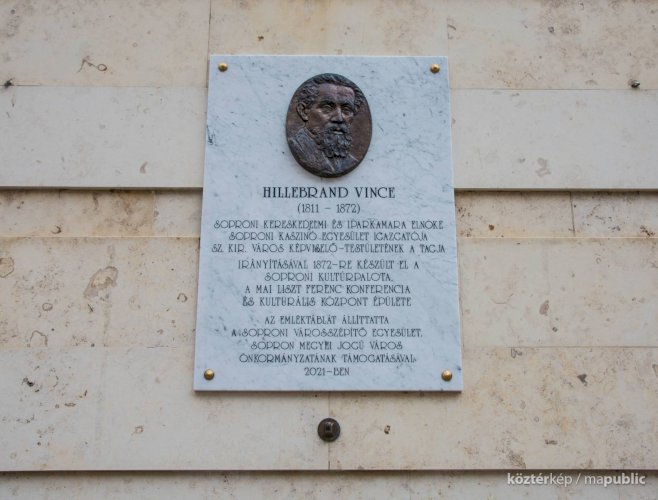 HILLEBRAND VINCE
(1811 - 1872)
SOPRONI KERESKEDELMI ÉS IPARKAMARA ELNÖKE
SOPRONI KASZINÓ-EGYESÜLET IGAZGATÓJA
SZ. KIR. VÁROS KÉPVISELŐ-TESTÜLETÉNEK A TAGJA
IRÁNYÍTÁSÁVAL 1872-RE KÉSZÜLT EL A
SOPRONI KULTÚRPALOTA,
A MAI LISZT FERENC KONFERENCIA
ÉS KULTURÁLIS KÖZPONT ÉPÜLETE
AZ EMLÉKTÁBLÁT ÁLLÍTTATTA
A SOPRONI VÁROSSZÉPÍTŐ EGYESÜLET,
SOPRON MEGYEI JOGÚ VÁROS
ÖNKORMÁNYZATÁNAK TÁMOGATÁSÁVAL
2021-BEN
köztérkép / mapublic